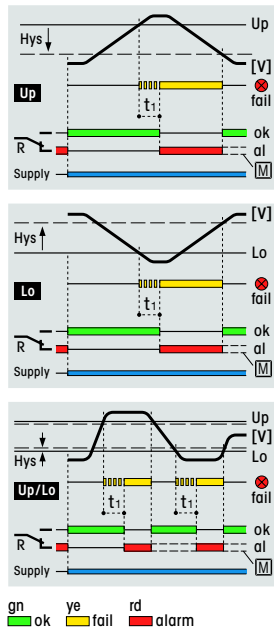 Up
Hys
[V]
Up
fail
t1
ok
R
al
M
Supply
[V]
Hys
Lo
Lo
fail
t1
ok
R
al
M
Supply
Up
[V]
Hys
Lo
Up/Lo
fail
t1 t1
ok
R
al
M
Supply
gn ye rd
ok fail alarm